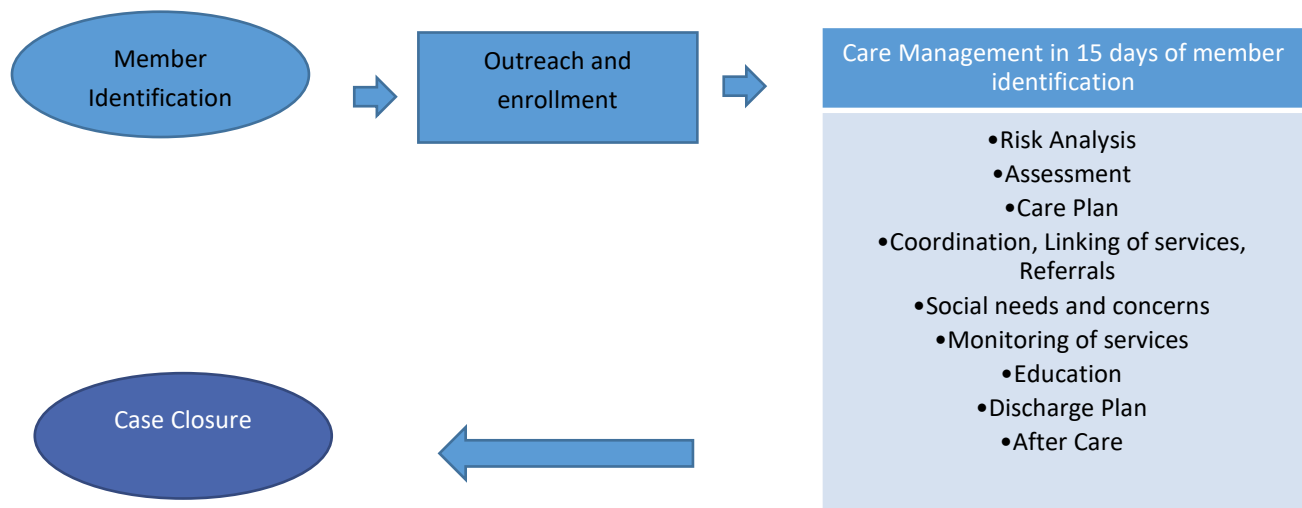 Member
Identification
Outreach and
enrollment
Care Management in 15 days of member
identification
•Risk Analysis
•Assessment
•Care Plan
•Coordination, Linking of services,
Referrals
•Social needs and concerns
•Monitoring of services
•Education
•Discharge Plan
•After Care
Case Closure